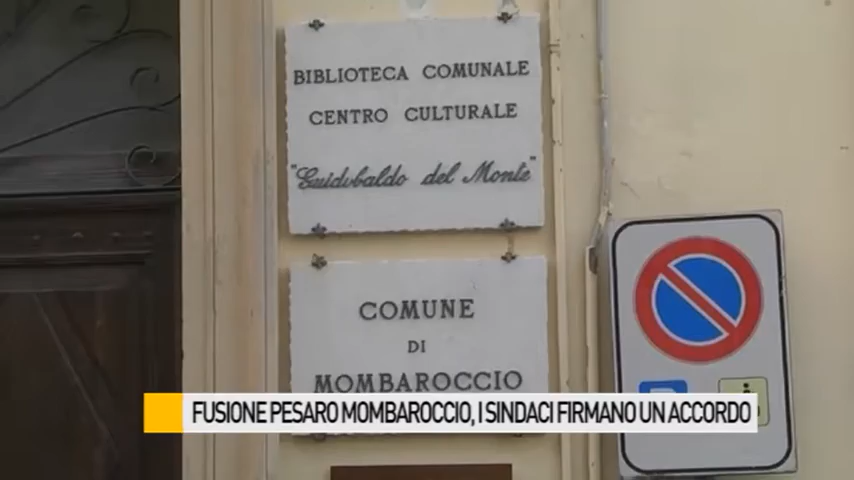 BIBLIOTECA COMUNALE
CENTRO CULTURALE
"Guidubaldo del Monte"
COMUNE
DI
MOMBAROCCIO
FUSIONE PESARO MOMBAROCCIO, I SINDACI FIRMANO UN ACCORDO